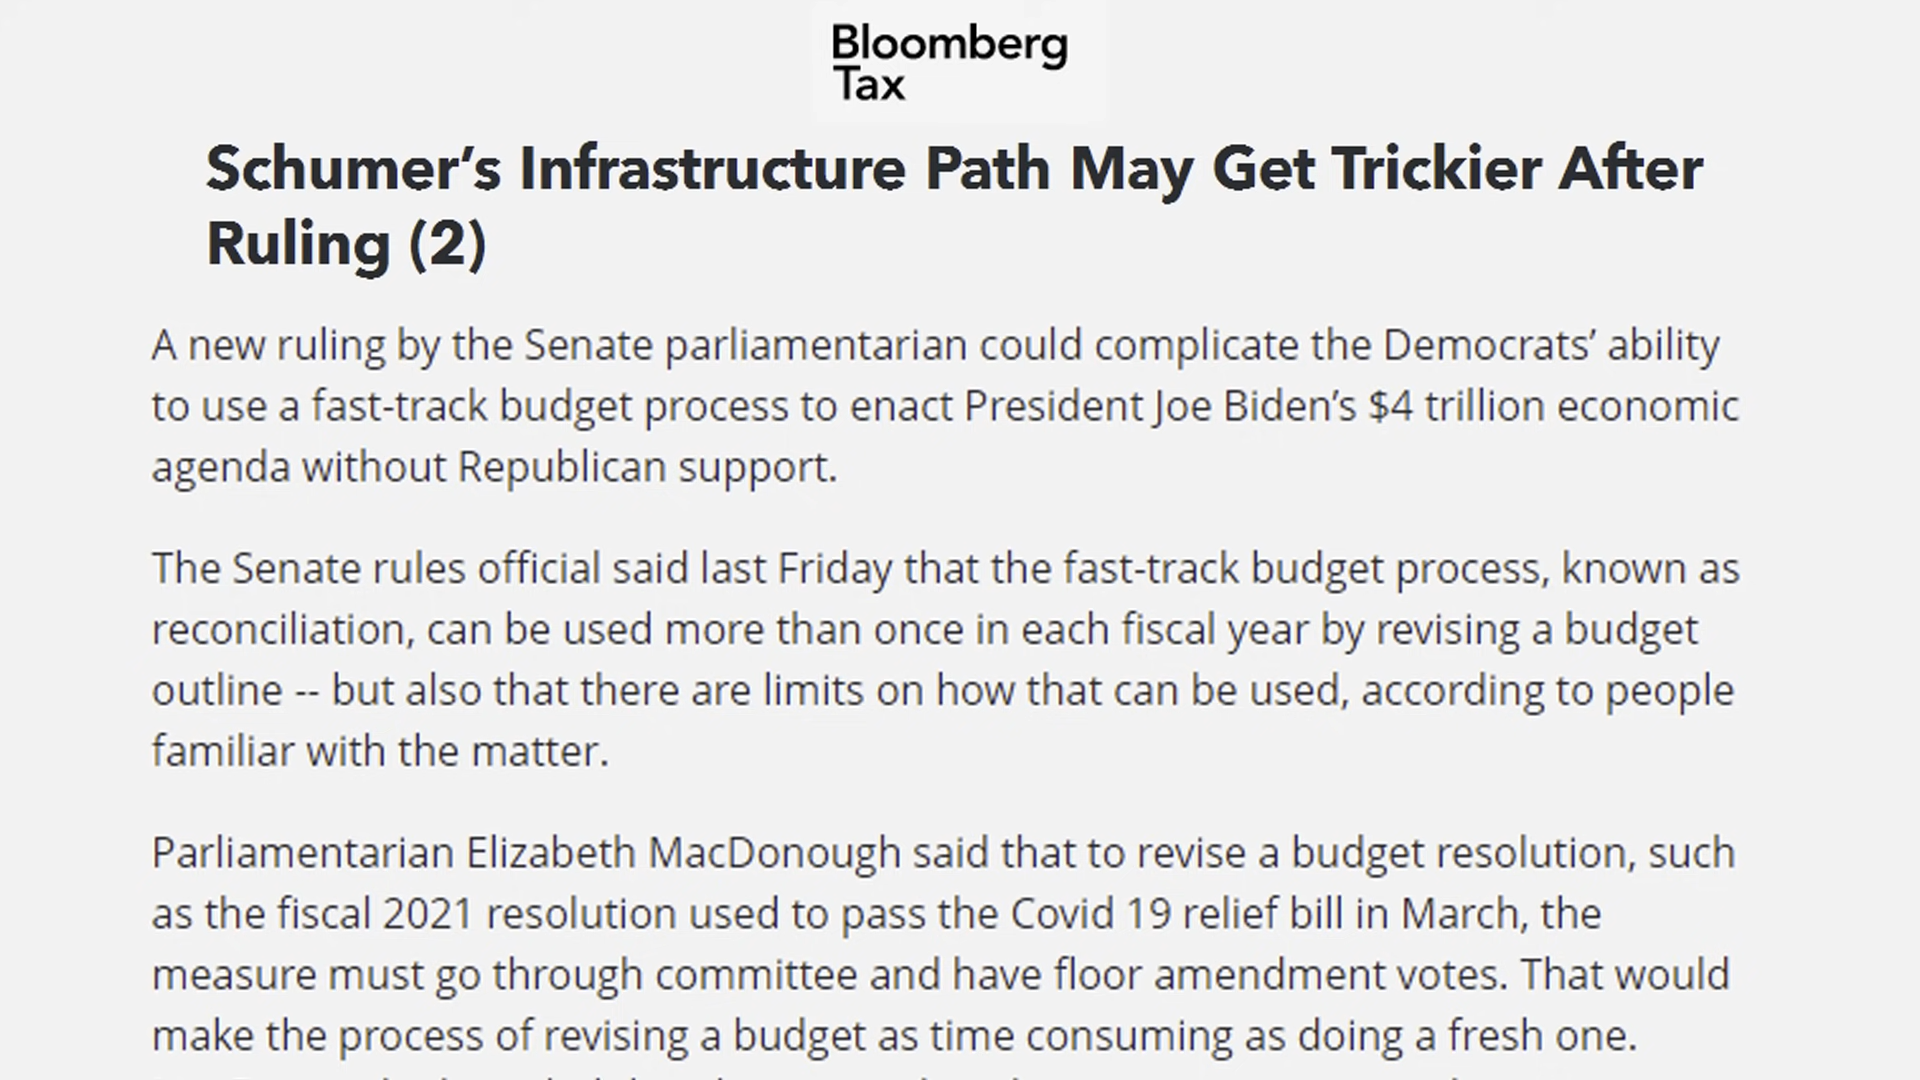 Bloomberg
Tax
Schumer’s Infrastructure Path May Get Trickier After
Ruling (2)
A new ruling by the Senate parliamentarian could complicate the Democrats’ ability
to use a fast-track budget process to enact President Joe Biden’s $4 trillion economic
agenda without Republican support.
The Senate rules official said last Friday that the fast-track budget process, known as
reconciliation, can be used more than once in each fiscal year by revising a budget
outline -- but also that there are limits on how that can be used, according to people
familiar with the matter.
Parliamentarian Elizabeth MacDonough said that to revise a budget resolution, such
as the fiscal 2021 resolution used to pass the Covid 19 relief bill in March, the
measure must go through committee and have floor amendment votes. That would
make the process of revising a budget as time consuming as doing a fresh one.